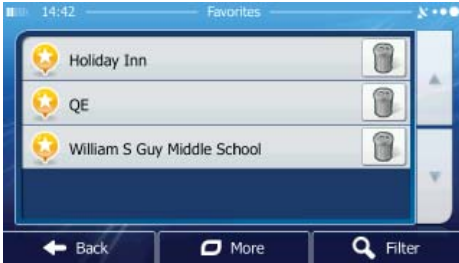 14:42 Favorites
Holiday Inn
QE
William S Guy Middle School
Back More Filter